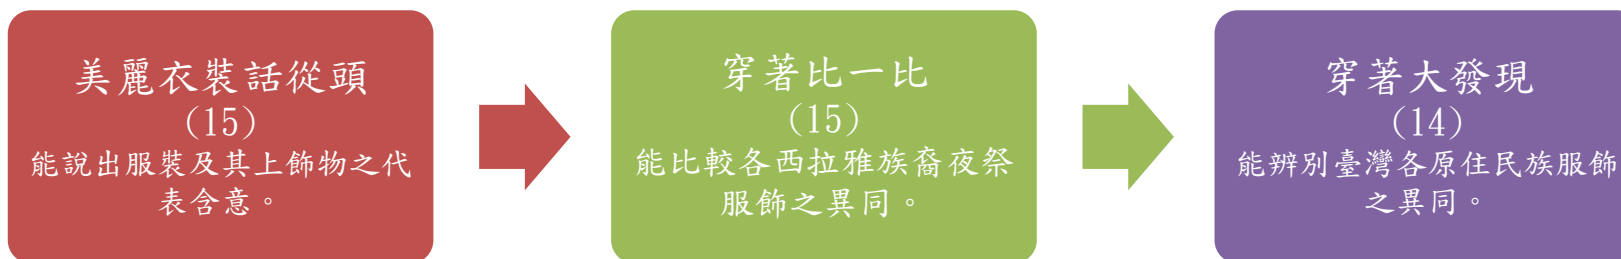 美麗衣裝話從頭
(15)
能說出服裝及其上飾物之代
表含意。
穿著比一比
(15)
能比較各西拉雅族裔夜祭
服飾之異同。
穿著大發現
(14)
能辨別臺灣各原住民族服飾
之異同。